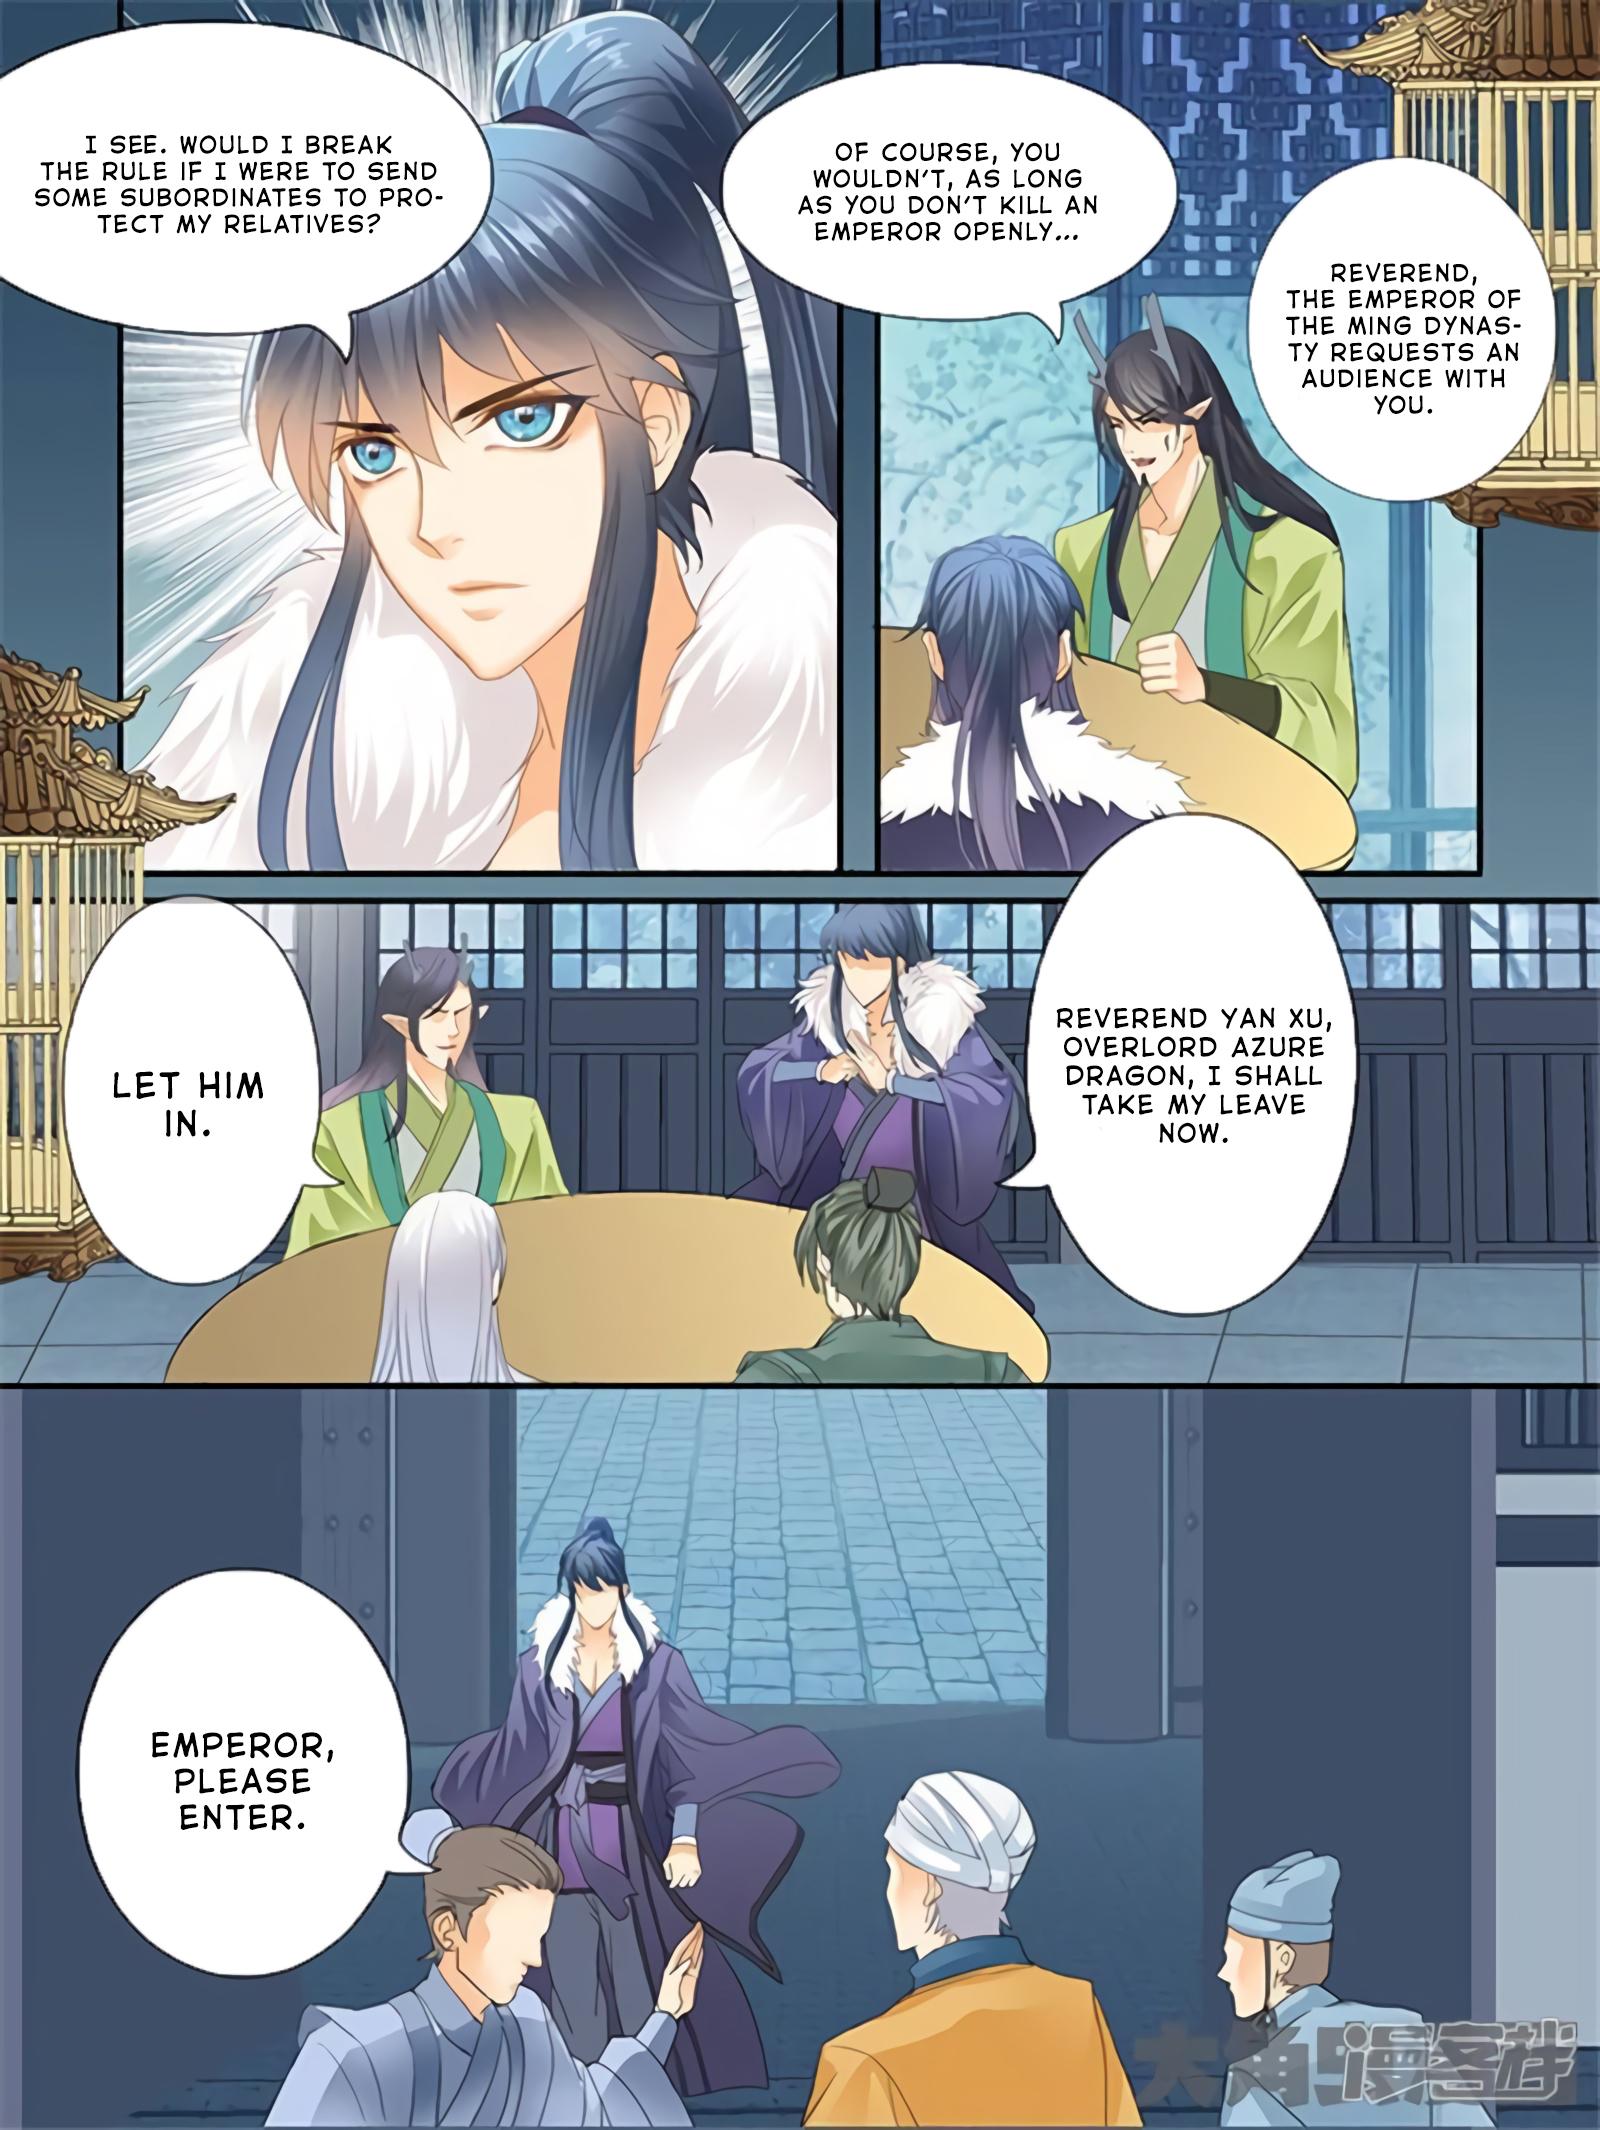 I SEE. WOULD I BREAK
THE RULE IF I WERE TO SEND
SOME SUBORDINATES TO PRO-
TECT MY RELATIVES?
OF COURSE, YOU
WOULDN'T, AS LONG
AS YOU DON'T KILL AN
EMPEROR OPENLY...
REVEREND,
THE EMPEROR OF
THE MING DYNAS-
TY REQUESTS AN
AUDIENCE WITH
YOU.
LET HIM
IN.
REVEREND YAN XU,
OVERLORD AZURE
DRAGON, I SHALL
TAKE MY LEAVE
NOW.
EMPEROR,
PLEASE
ENTER.
大角虫漫客栈